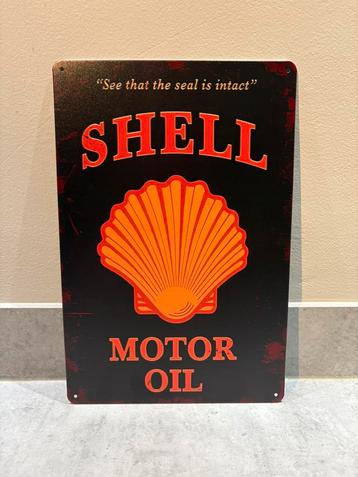 "See that the seal is intact"
SHELL
MOTOR
OIL